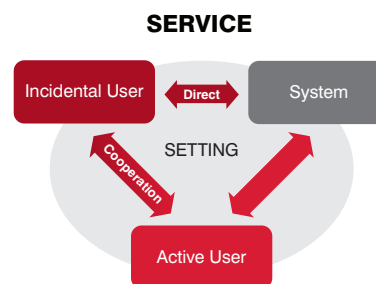 SERVICE
Incidental User
Direct
System
SETTING
Cooperation
Active User